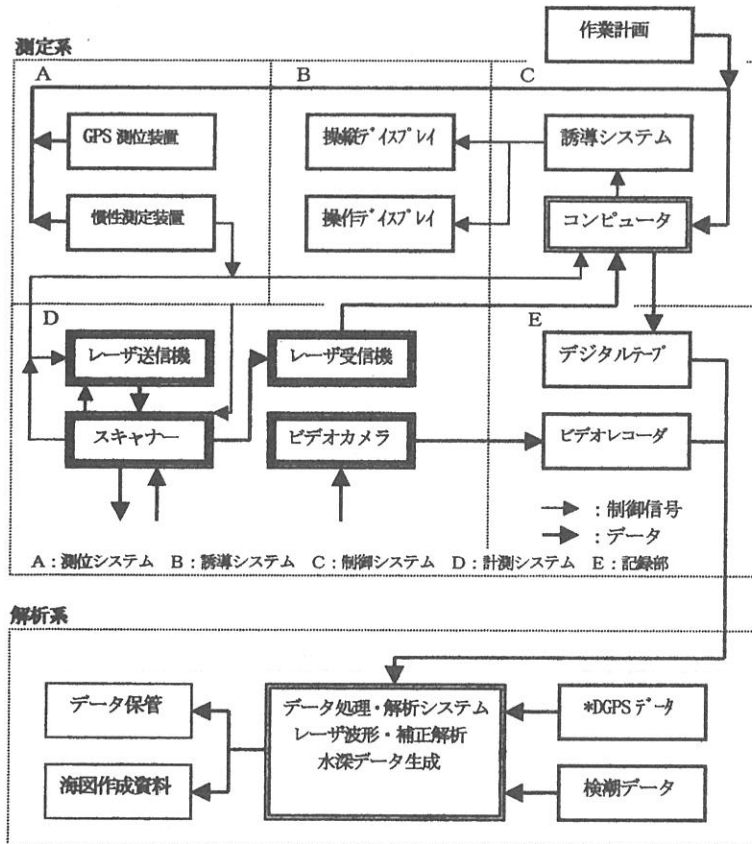 作業計画
測定系
A
B
C
GPS 測位装置
操縦ディスプレイ
誘導システム
慣性測定装置
操作ディスプレイ
コンピュータ
D
E
レーザ送信機
レーザ受信機
デジタルテープ
スキャナー
ビデオカメラ
ビデオレコーダ
:制御信号
:データ
A:測位システム B:誘導システム C:制御システム D:計測システム E:記録部
解析系
データ保管
データ処理・解析システム
レーザ波形・補正解析
水深データ生成
*DGPSデータ
海図作成資料
検潮データ